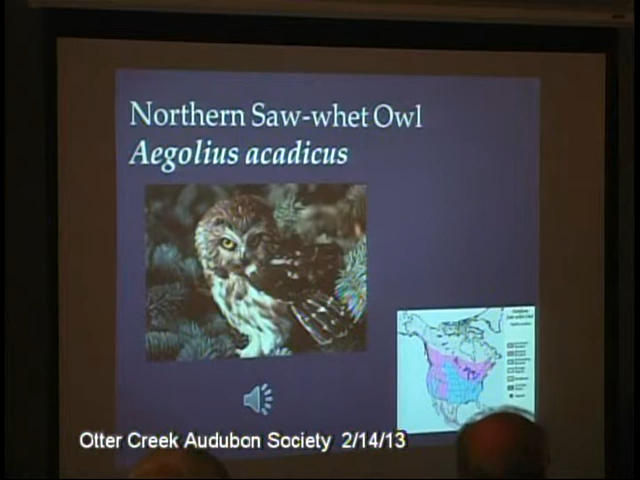 Northern Saw-whet Owl
Aegolius acadicus
Otter Creek Audubon Society 2/14/13